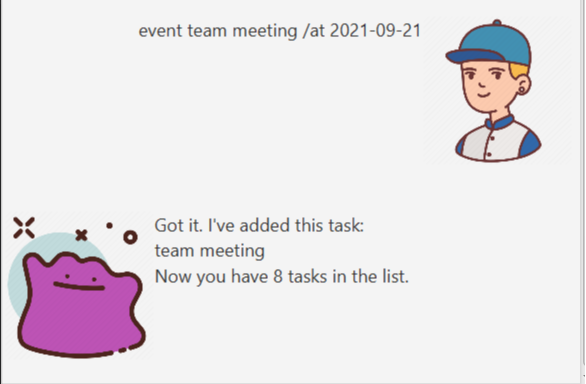 event team meeting /at 2021-09-21
Got it. I've added this task:
team meeting
Now you have 8 tasks in the list.